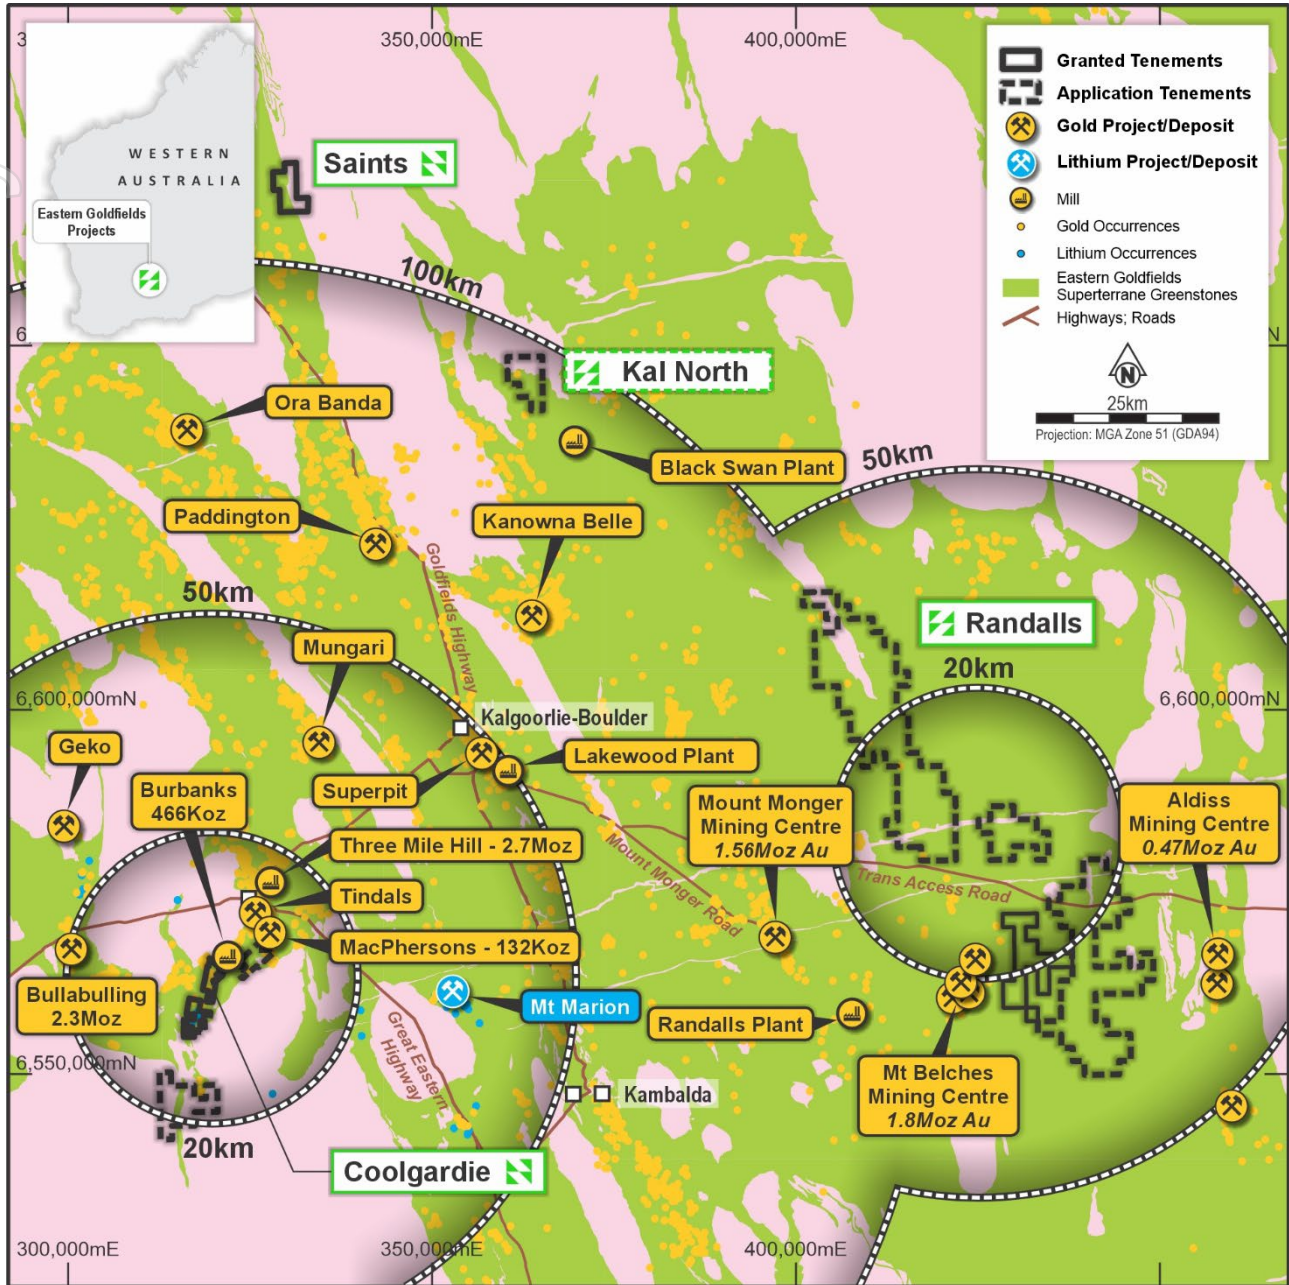 350,000mE
400,000mE
WESTERN
AUSTRALIA
Eastern Goldfields
Projects
Saints
Granted Tenements
Application Tenements
Gold Project/Deposit
Lithium Project/Deposit
Mill
Gold Occurrences
Lithium Occurrences
Eastern Goldfields
Superterrane Greenstones
Highways; Roads
N
25km
Projection: MGA Zone 51 (GDA94)
100km
Kal North
Ora Banda
Black Swan Plant
50km
Paddington
Kanowna Belle
Goldfields Highway
50km
Randalls
20km
Mungari
6,600,000mN
6,600,000mN
Kalgoorlie-Boulder
Geko
Lakewood Plant
Superpit
Burbanks
466Koz
Mount Monger
Mining Centre
1.56Moz Au
Aldiss
Mining Centre
0.47Moz Au
Three Mile Hill - 2.7Moz
Mount Monger Road
Trans Access Road
Tindals
MacPhersons - 132Koz
Bullabulling
2.3Moz
Mt Marion
Randalls Plant
Great Eastern
Highway
6,550,000mN
Mt Belches
Mining Centre
1.8Moz Au
Kambalda
20km
Coolgardie
300,000mE
350,000mE
400,000mE